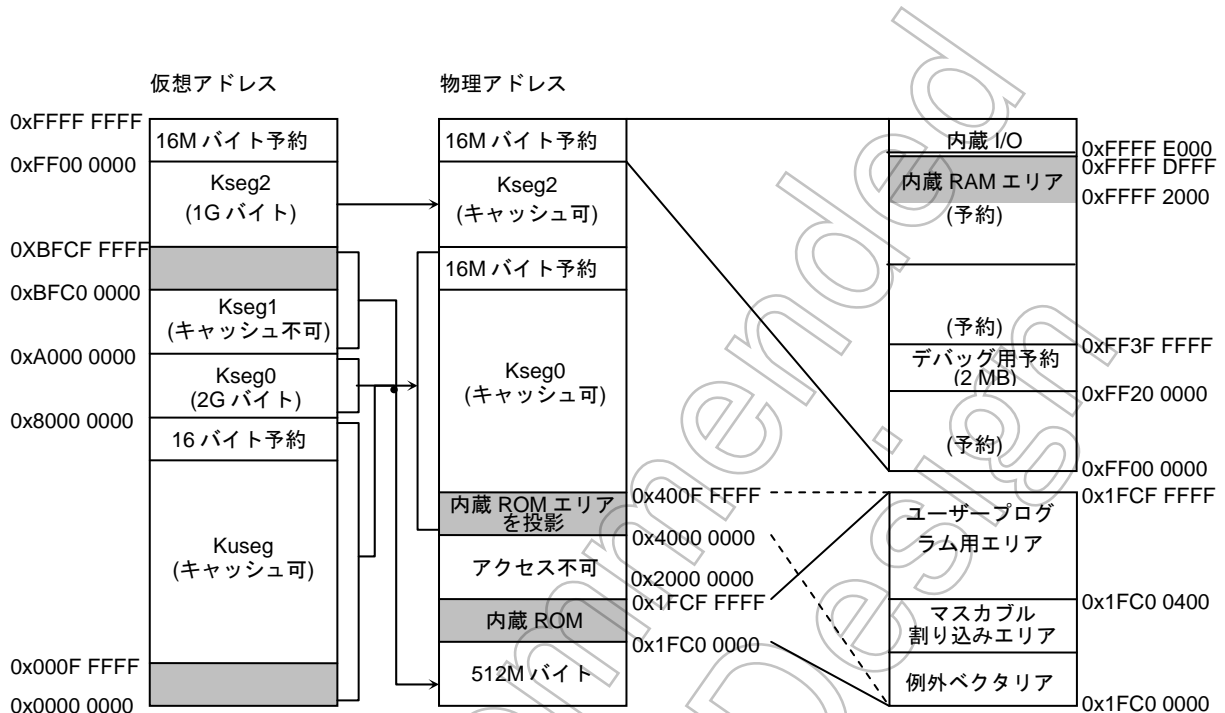 仮想アドレス
0xFFFF FFFF
16M バイト予約
0xFF00 0000
Kseg2
(1G バイト)
0XBFCF FFFF
0xBFC0 0000
Kseg1
(キャッシュ不可)
0xA000 0000
Kseg0
(2G バイト)
0x8000 0000
16 バイト予約
Kuseg
(キャッシュ可)
0x000F FFFF
0x0000 0000
物理アドレス
16M バイト予約
Kseg2
(キャッシュ可)
16M バイト予約
Kseg0
(キャッシュ可)
内蔵 ROM エリア
を投影
0x400F FFFF
0x4000 0000
アクセス不可
0x2000 0000
0x1FCF FFFF
内蔵 ROM
0x1FC0 0000
512M バイト
内蔵 I/O
0xFFFF E000
0xFFFF DFFF
内蔵 RAM エリア
0xFFFF 2000
(予約)
(予約)
0xFF3F FFFF
デバッグ用予約
(2 MB)
0xFF20 0000
(予約)
0xFF00 0000
0x1FCF FFFF
ユーザープログ
ラム用エリア
0x1FC0 0400
マスカブル
割り込みエリア
例外ベクタリア
0x1FC0 0000
mmended
Design